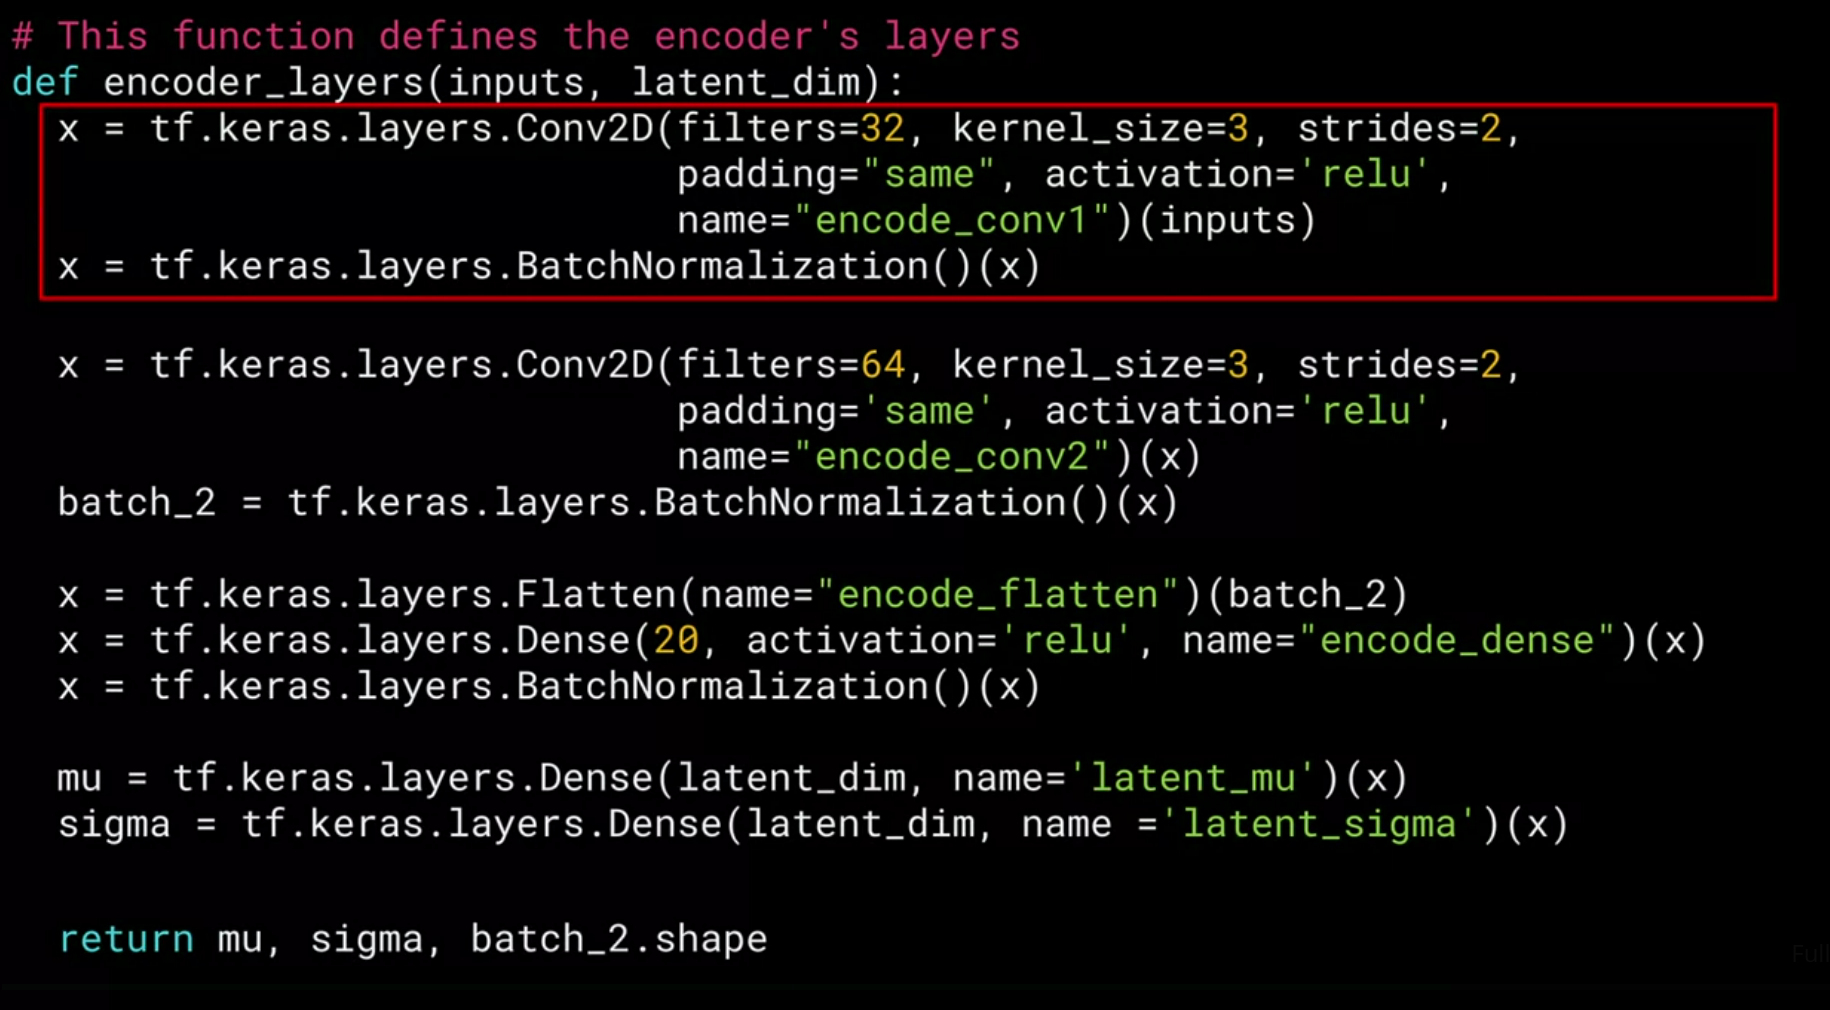 # This function defines the encoder's layers
def encoder_layers(inputs, latent_dim):
  x = tf.keras.layers.Conv2D(filters=32, kernel_size=3, strides=2,
                             padding="same", activation='relu',
                             name="encode_conv1")(inputs)
  x = tf.keras.layers.BatchNormalization()(x)
  x = tf.keras.layers.Conv2D(filters=64, kernel_size=3, strides=2,
                             padding='same', activation='relu',
                             name="encode_conv2")(x)
  batch_2 = tf.keras.layers.BatchNormalization()(x)
  x = tf.keras.layers.Flatten(name="encode_flatten")(batch_2)
  x = tf.keras.layers.Dense(20, activation='relu', name="encode_dense")(x)
  x = tf.keras.layers.BatchNormalization()(x)
  mu = tf.keras.layers.Dense(latent_dim, name='latent_mu')(x)
  sigma = tf.keras.layers.Dense(latent_dim, name ='latent_sigma')(x)
  return mu, sigma, batch_2.shape